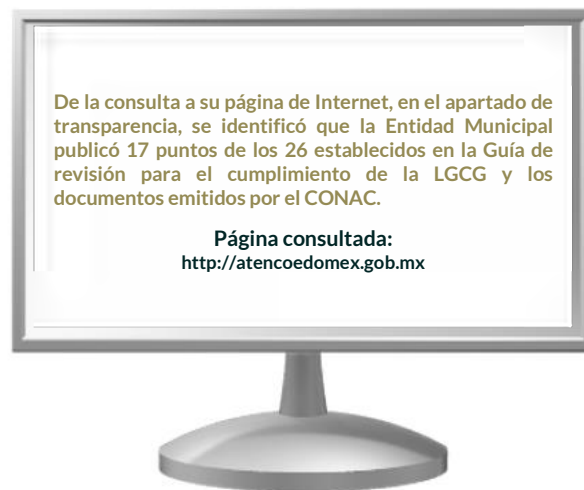 De la consulta a su página de Internet, en el apartado de
transparencia, se identificó que la Entidad Municipal
publicó 17 puntos de los 26 establecidos en la Guía de
revisión para el cumplimiento de la LGCG y los
documentos emitidos por el CONAC.
Página consultada:
http://atencoedomex.gob.mx